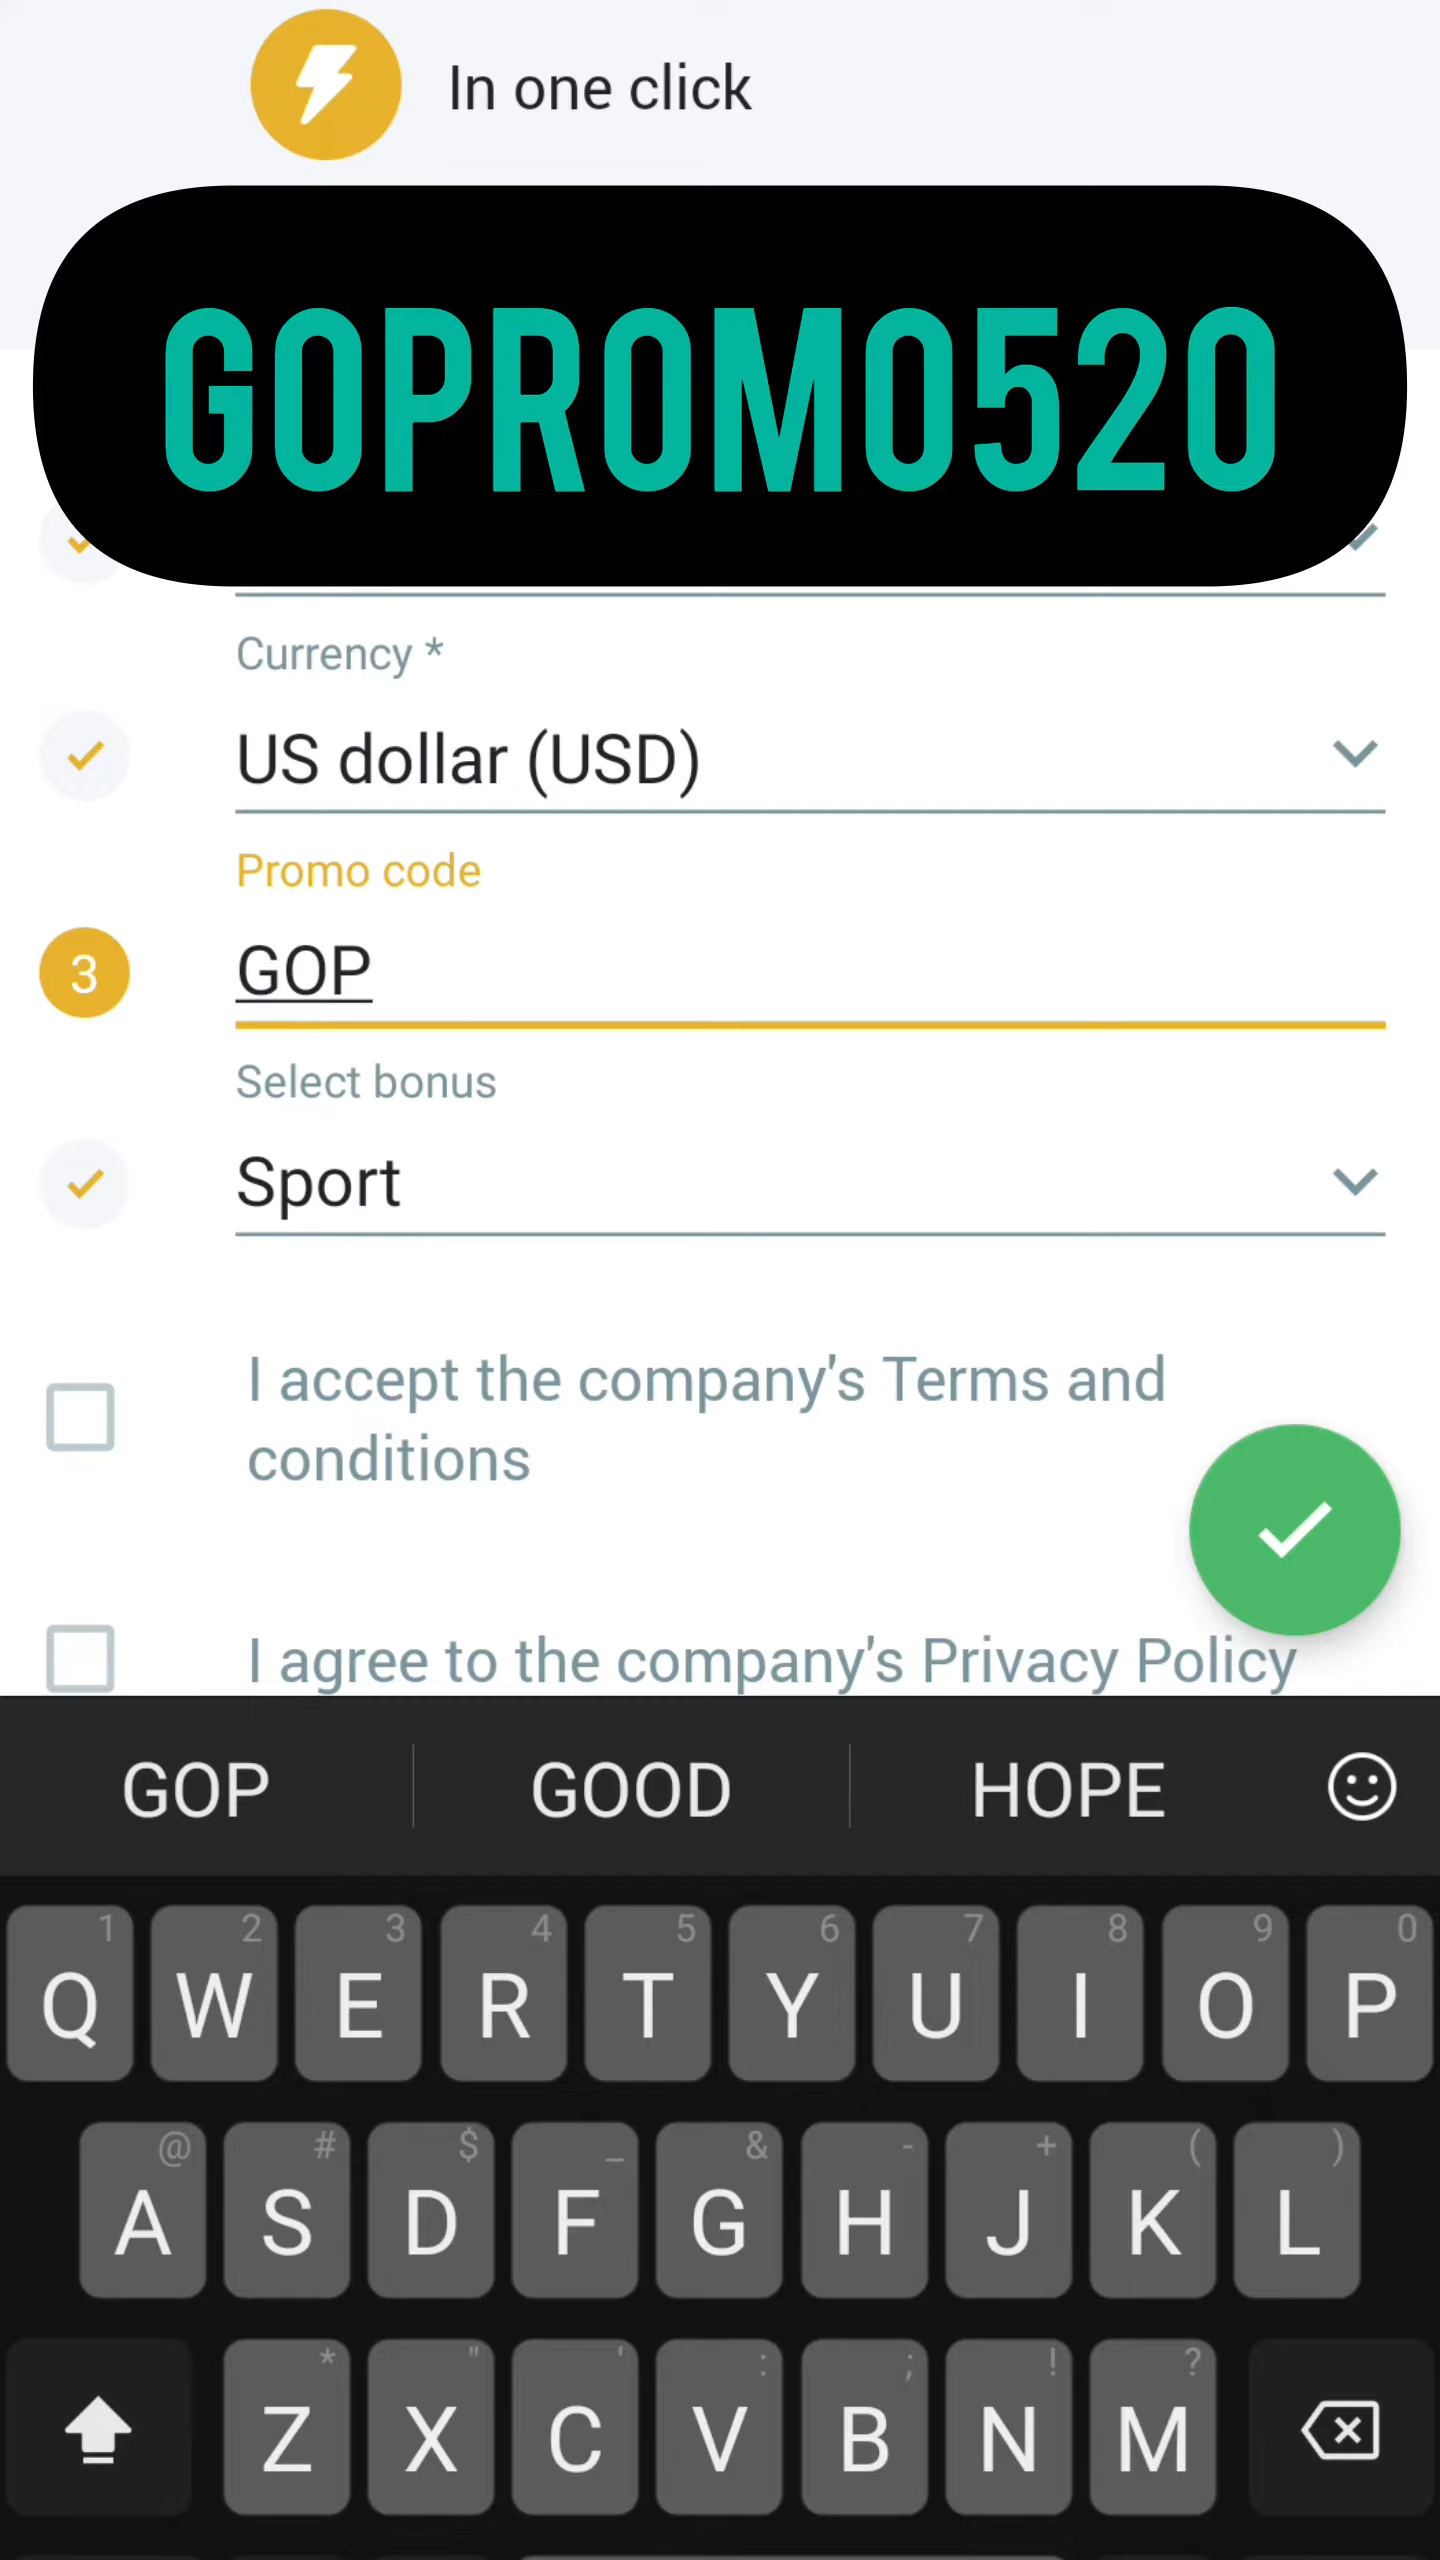 In one click
GOPROMO520
Currency *
US dollar (USD)
Promo code
3
GOP
Select bonus
Sport
I accept the company's Terms and
conditions
I agree to the company's Privacy Policy
GOP GOOD HOPE
1 2 3 4 5 6 7 8 9 0
Q W E R T Y U I O P
@ # $ _ & - + ( )
A S D F G H J K L
* " ' : ; ! ?
Z X C V B N M